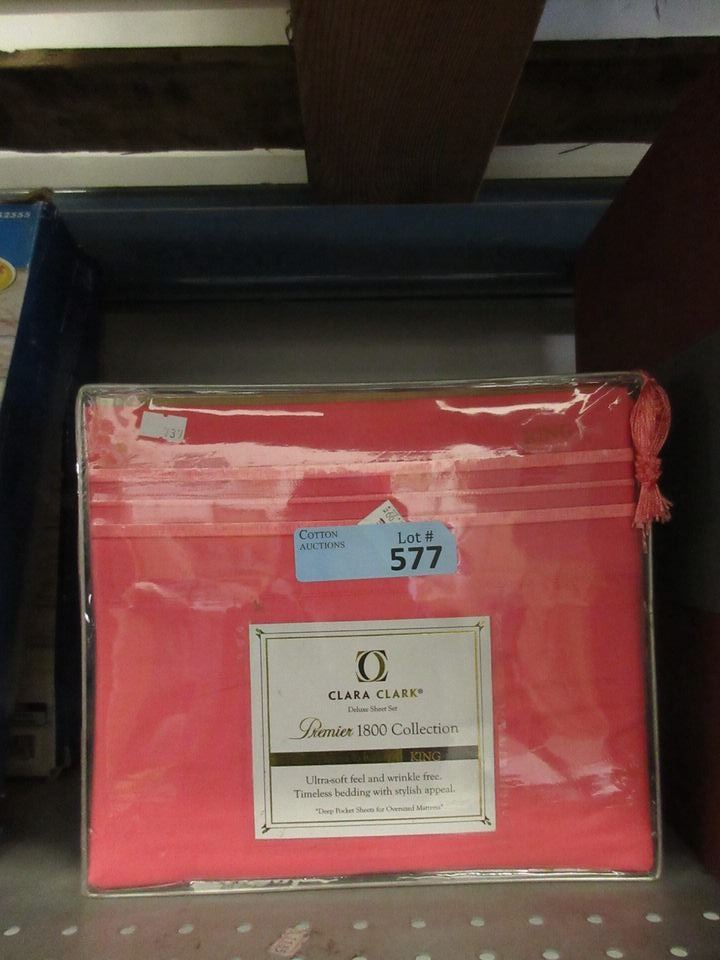 737
COTTON
AUCTIONS
Lot #
577
CLARA CLARK®
Deluxe Sheet Set
Premier 1800 Collection
KING
Ultra-soft feel and wrinkle free.
Timeless bedding with stylish appeal.
"Deep Pocket Sheets for Oversized Mattress"